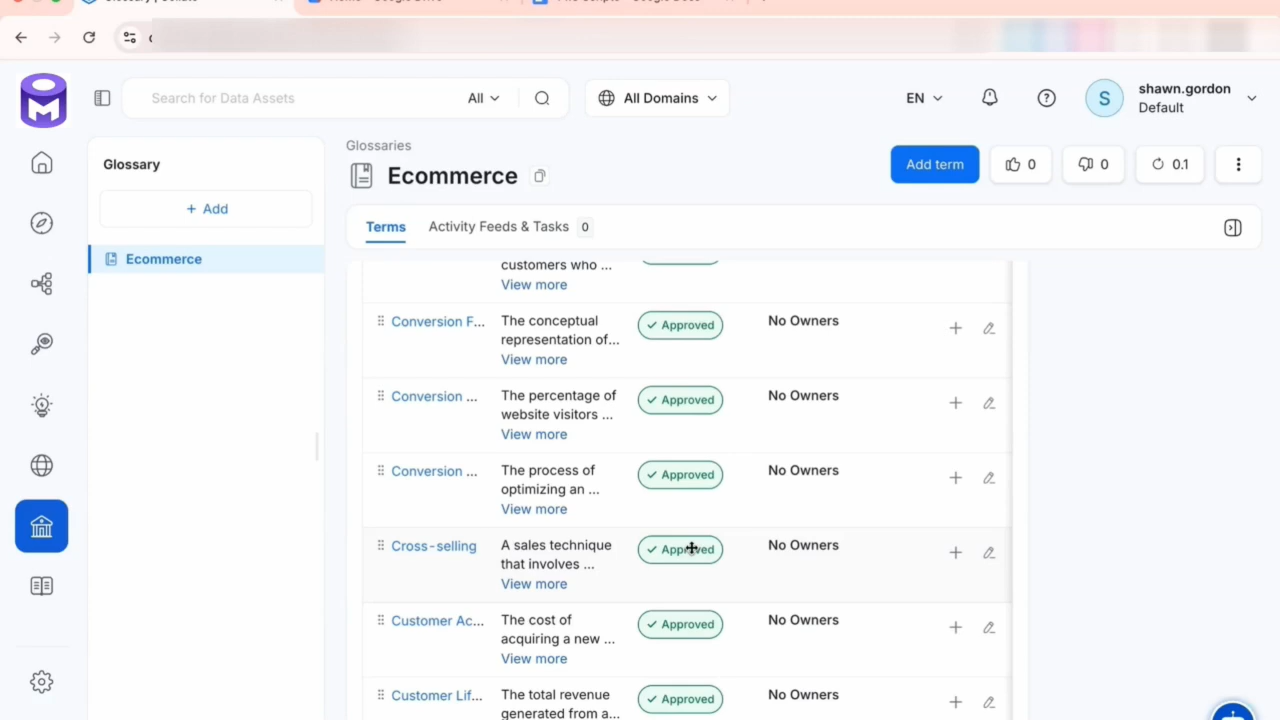 Search for Data Assets
All
All Domains
EN
S
shawn.gordon
Default
Glossary
+ Add
Ecommerce
Glossaries
Ecommerce
Add term
0
0
0.1
Terms
Activity Feeds & Tasks
0
customers who ...
View more
Conversion F...
The conceptual
representation of...
View more
Approved
No Owners
Conversion ...
The percentage of
website visitors ...
View more
Approved
No Owners
Conversion ...
The process of
optimizing an ...
View more
Approved
No Owners
Cross-selling
A sales technique
that involves ...
View more
Approved
No Owners
Customer Ac...
The cost of
acquiring a new ...
View more
Approved
No Owners
Customer Lif...
The total revenue
generated from a...
Approved
No Owners